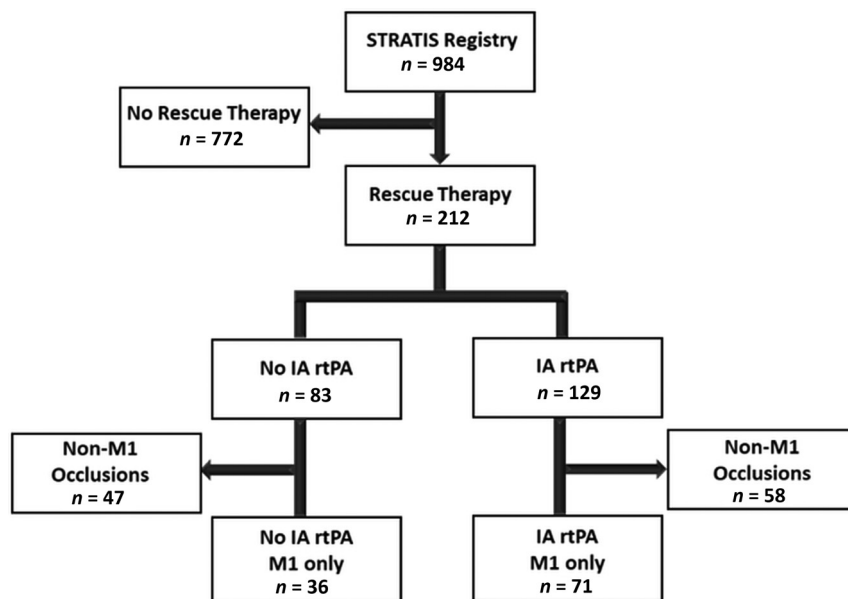 STRATIS Registry
n = 984
No Rescue Therapy
n = 772
Rescue Therapy
n = 212
No IA rtPA
n = 83
IA rtPA
n = 129
Non-M1
Occlusions
n = 47
Non-M1
Occlusions
n = 58
No IA rtPA
M1 only
n = 36
IA rtPA
M1 only
n = 71